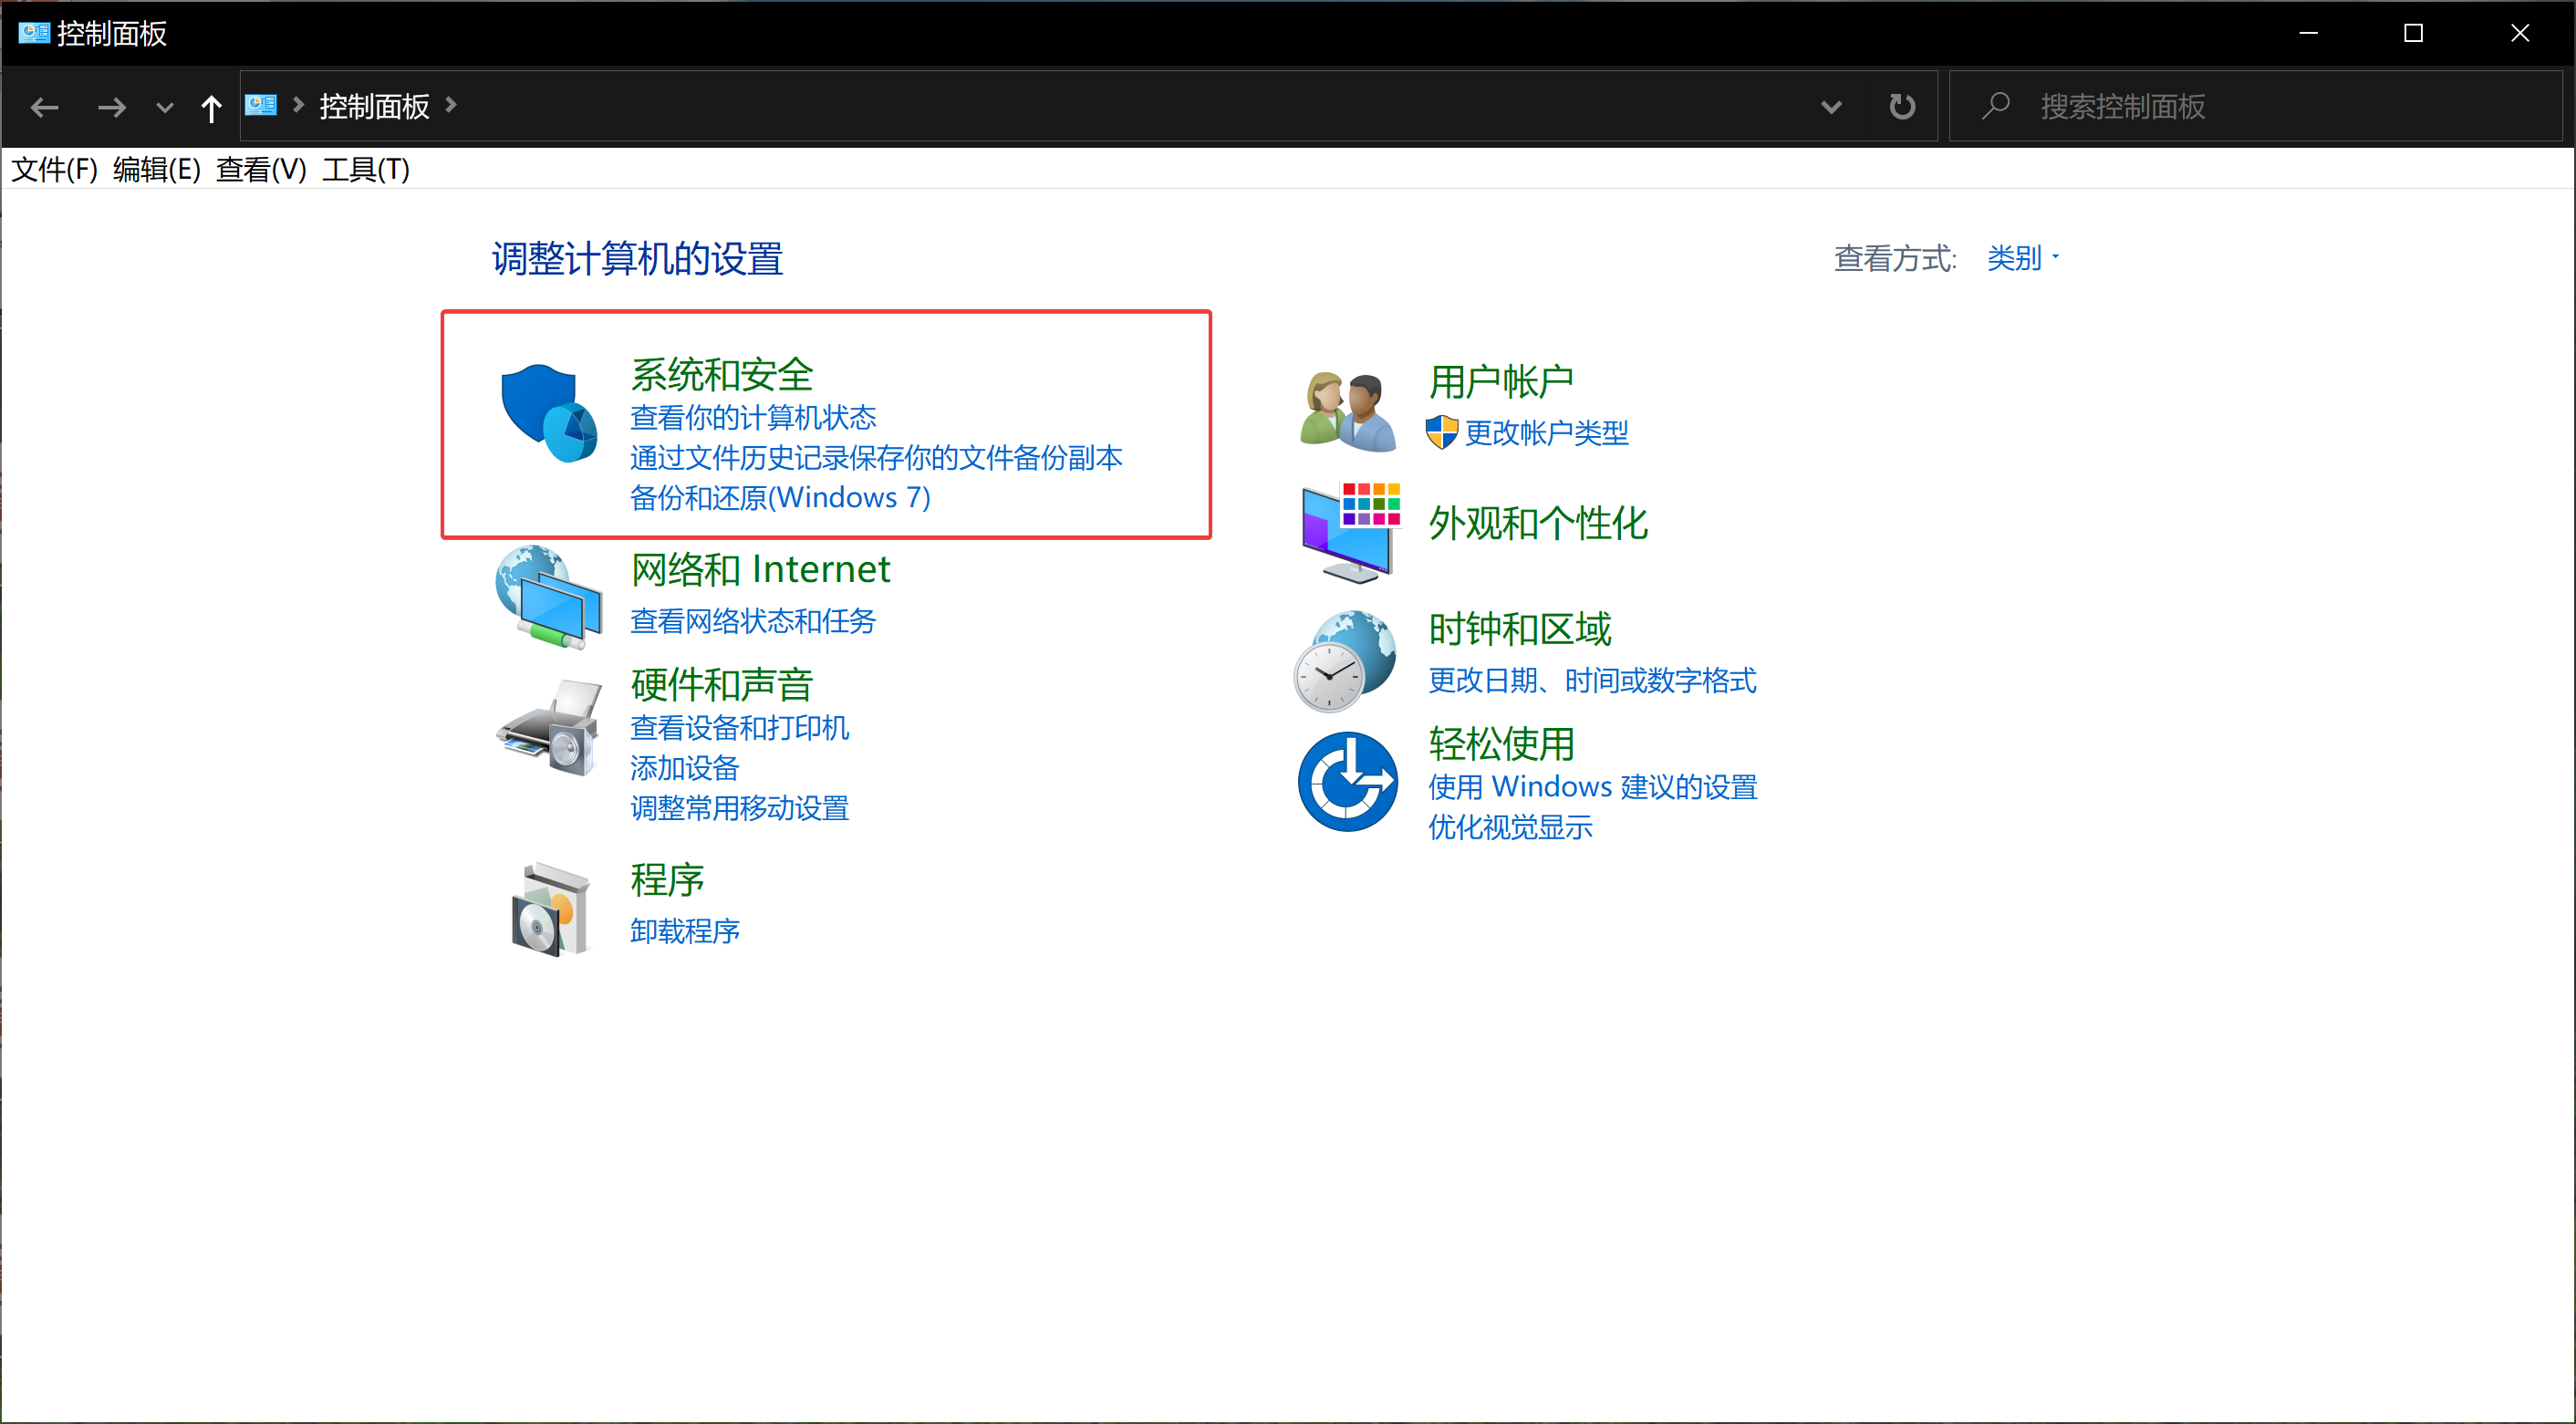 控制面板
控制面板
搜索控制面板
文件(F) 编辑(E) 查看(V) 工具(T)
调整计算机的设置
查看方式: 类别
系统和安全
查看你的计算机状态
通过文件历史记录保存你的文件备份副本
备份和还原(Windows 7)
网络和 Internet
查看网络状态和任务
硬件和声音
查看设备和打印机
添加设备
调整常用移动设置
程序
卸载程序
用户帐户
更改帐户类型
外观和个性化
时钟和区域
更改日期、时间或数字格式
轻松使用
使用 Windows 建议的设置
优化视觉显示